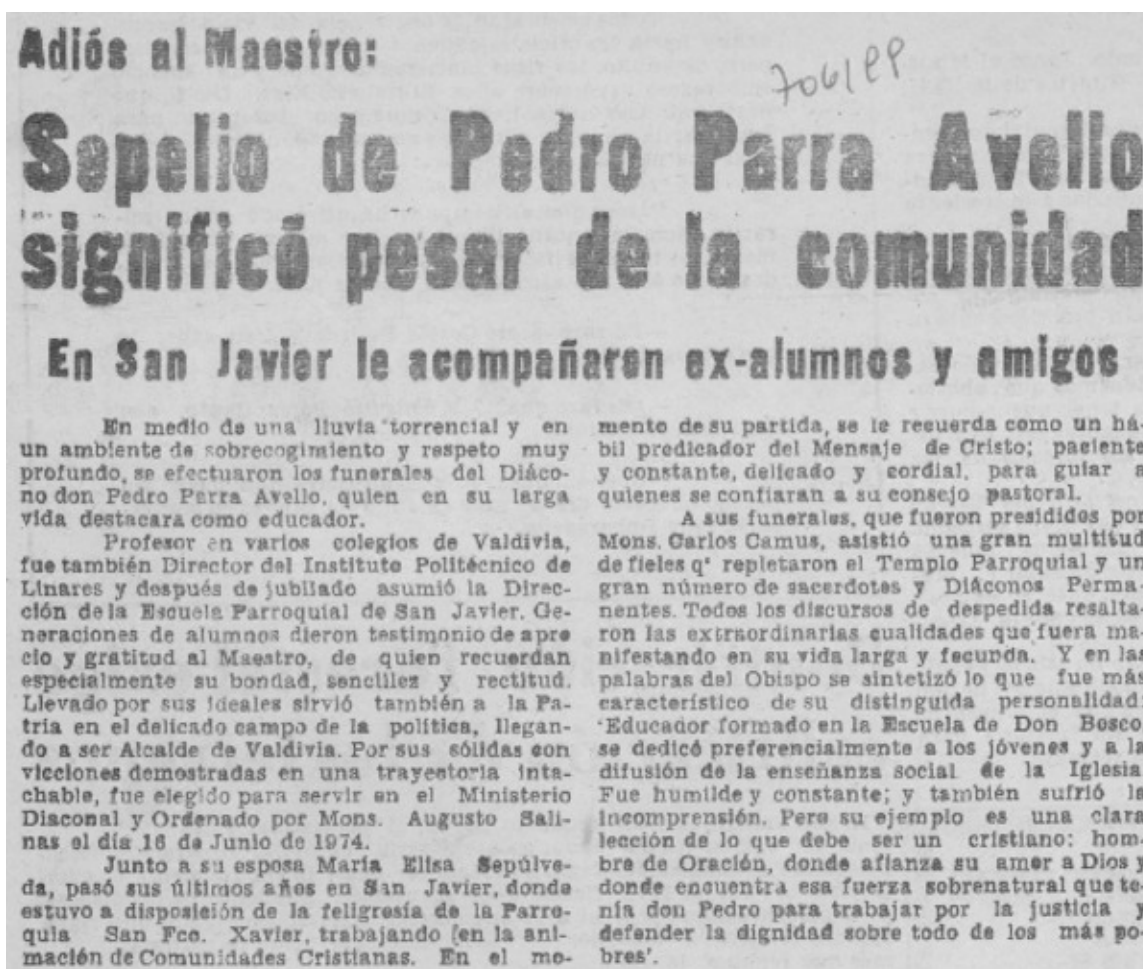 Adiós al Maestro:
706/PP
Sepelio de Pedro Parra Avello
significó pesar de la comunidad
En San Javier le acompañaron ex-alumnos y amigos
En medio de una lluvia torrencial y en
un ambiente de sobrecogimiento y respeto muy
profundo, se efectuaron los funerales del Diáco-
no don Pedro Parra Avello, quien en su larga
vida destacara como educador.
Profesor en varios colegios de Valdivia,
fue también Director del Instituto Politécnico de
Linares y después de jubilado asumió la Direc-
ción de la Escuela Parroquial de San Javier. Ge-
neraciones de alumnos dieron testimonio de apre
cio y gratitud al Maestro, de quien recuerdan
especialmente su bondad, sencillez y rectitud.
Llevado por sus ideales sirvió también a la Pa-
tria en el delicado campo de la política, llegan-
do a ser Alcalde de Valdivia. Por sus sólidas con
vicciones demostradas en una trayectoria inta-
chable, fue elegido para servir en el Ministerio
Diaconal y Ordenado por Mons. Augusto Sali-
nas el día 16 de Junio de 1974.
Junto a su esposa María Elisa Sepúlve-
da, pasó sus últimos años en San Javier, donde
estuvo a disposición de la feligresía de la Parro-
quia San Fco. Xavier, trabajando [en la ani-
mación de Comunidades Cristianas. En el mo-
mento de su partida, se le recuerda como un há-
bil predicador del Mensaje de Cristo; paciente
y constante, delicado y cordial, para guiar a
quienes se confiaran a su consejo pastoral.
A sus funerales, que fueron presididos por
Mons. Carlos Camus, asistió una gran multitud
de fieles q' repletaron el Templo Parroquial y un
gran número de sacerdotes y Diáconos Perma-
nentes. Todos los discursos de despedida resalta-
ron las extraordinarias cualidades que fuera ma-
nifestando en su vida larga y fecunda. Y en las
palabras del Obispo se sintetizó lo que fue más
característico de su distinguida personalidad:
'Educador formado en la Escuela de Don Bosco,
se dedicó preferencialmente a los jóvenes y a la
difusión de la enseñanza social de la Iglesia
Fue humilde y constante; y también sufrió la
incomprensión. Pero su ejemplo es una clara
lección de lo que debe ser un cristiano: hom-
bre de Oración, donde afianza su amor a Dios y
donde encuentra esa fuerza sobrenatural que te-
nía don Pedro para trabajar por la justicia y
defender la dignidad sobre todo de los más po-
bres'.